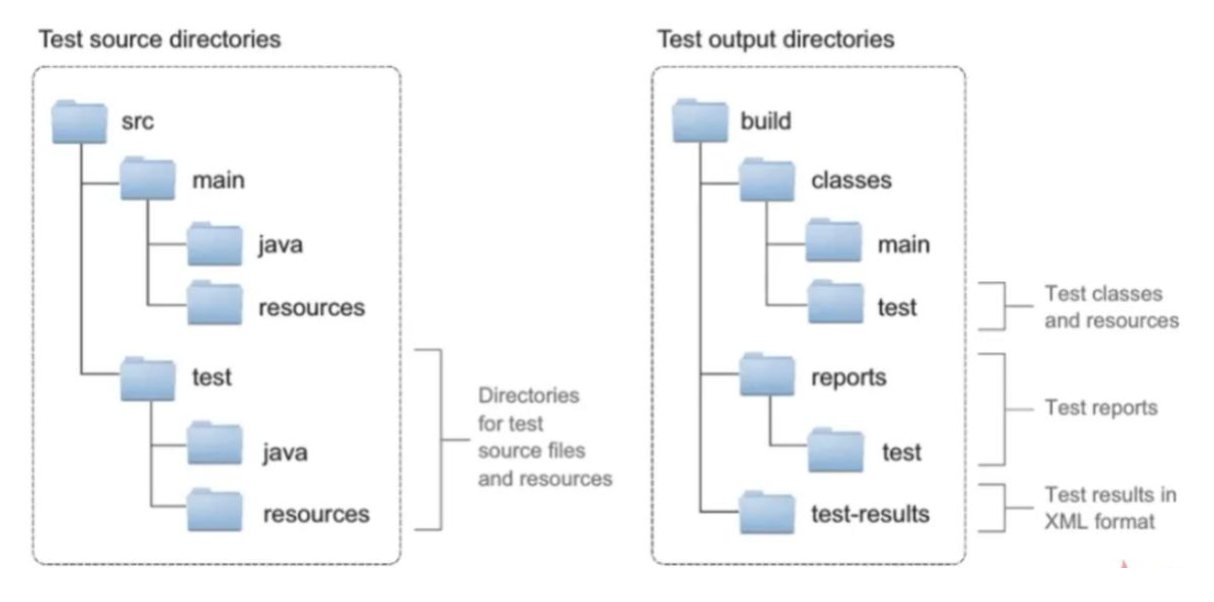 Test source directories
src
main
java
resources
test
java
resources
Directories
for test
source files
and resources
Test output directories
build
classes
main
test
Test classes
and resources
reports
test
Test reports
test-results
Test results in
XML format